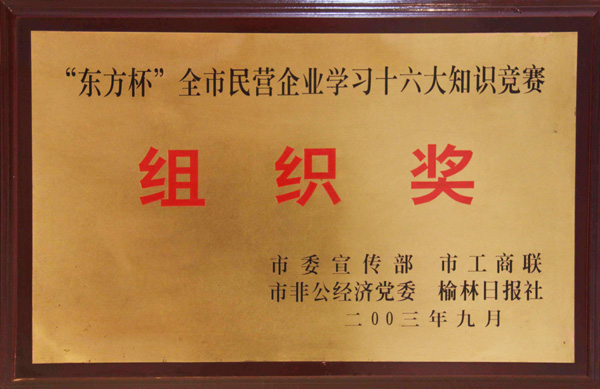 “东方杯”全市民营企业学习十六大知识竞赛
组织奖
市委宣传部 市工商联
市非公经济党委 榆林日报社
二00三年九月